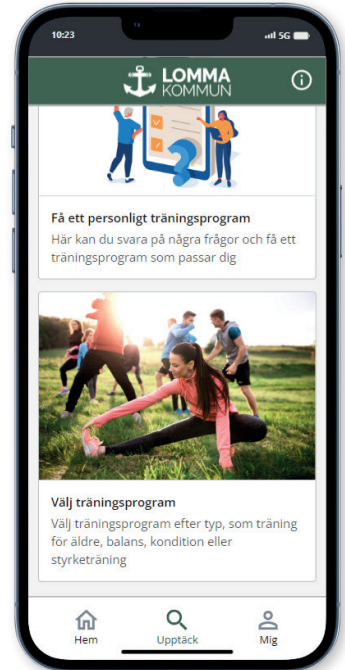 10:23
5G
LOMMA
KOMMUN
Få ett personligt träningsprogram
Här kan du svara på några frågor och få ett
träningsprogram som passar dig
Välj träningsprogram
Välj träningsprogram efter typ, som träning
för äldre, balans, kondition eller
styrketräning
Hem
Upptäck
Mig